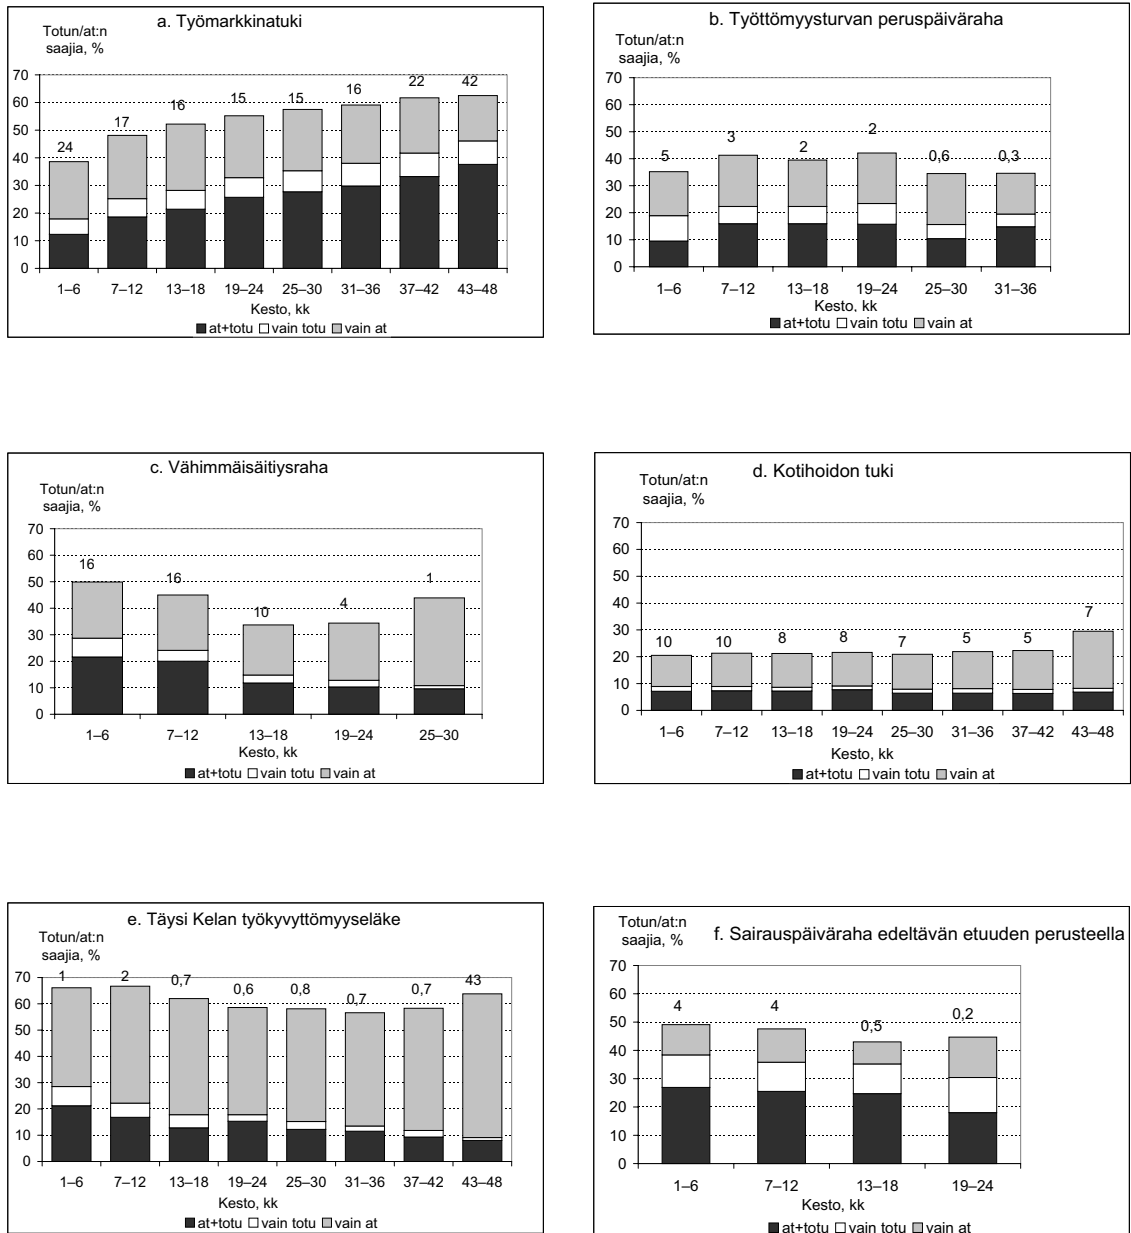 a. Työmarkkinatuki
Totun/at:n
saajia, %
70
60
50
40
30
20
10
0
24
17
16
15
15
16
22
42
1–6 7–12 13–18 19–24 25–30 31–36 37–42 43–48
Kesto, kk
at+totu vain totu vain at
b. Työttömyysturvan peruspäiväraha
Totun/at:n
saajia, %
70
60
50
40
30
20
10
0
5
3
2
2
0,6
0,3
1–6 7–12 13–18 19–24 25–30 31–36
Kesto, kk
at+totu vain totu vain at
c. Vähimmäisäitiysraha
Totun/at:n
saajia, %
70
60
50
40
30
20
10
0
16
16
10
4
1
1–6 7–12 13–18 19–24 25–30
Kesto, kk
at+totu vain totu vain at
d. Kotihoidon tuki
Totun/at:n
saajia, %
70
60
50
40
30
20
10
0
10
10
8
8
7
5
5
7
1–6 7–12 13–18 19–24 25–30 31–36 37–42 43–48
Kesto, kk
at+totu vain totu vain at
e. Täysi Kelan työkyvyttömyyseläke
Totun/at:n
saajia, %
70
60
50
40
30
20
10
0
1
2
0,7
0,6
0,8
0,7
0,7
43
1–6 7–12 13–18 19–24 25–30 31–36 37–42 43–48
Kesto, kk
at+totu vain totu vain at
f. Sairauspäiväraha edeltävän etuuden perusteella
Totun/at:n
saajia, %
70
60
50
40
30
20
10
0
4
4
0,5
0,2
1–6 7–12 13–18 19–24
Kesto, kk
at+totu vain totu vain at